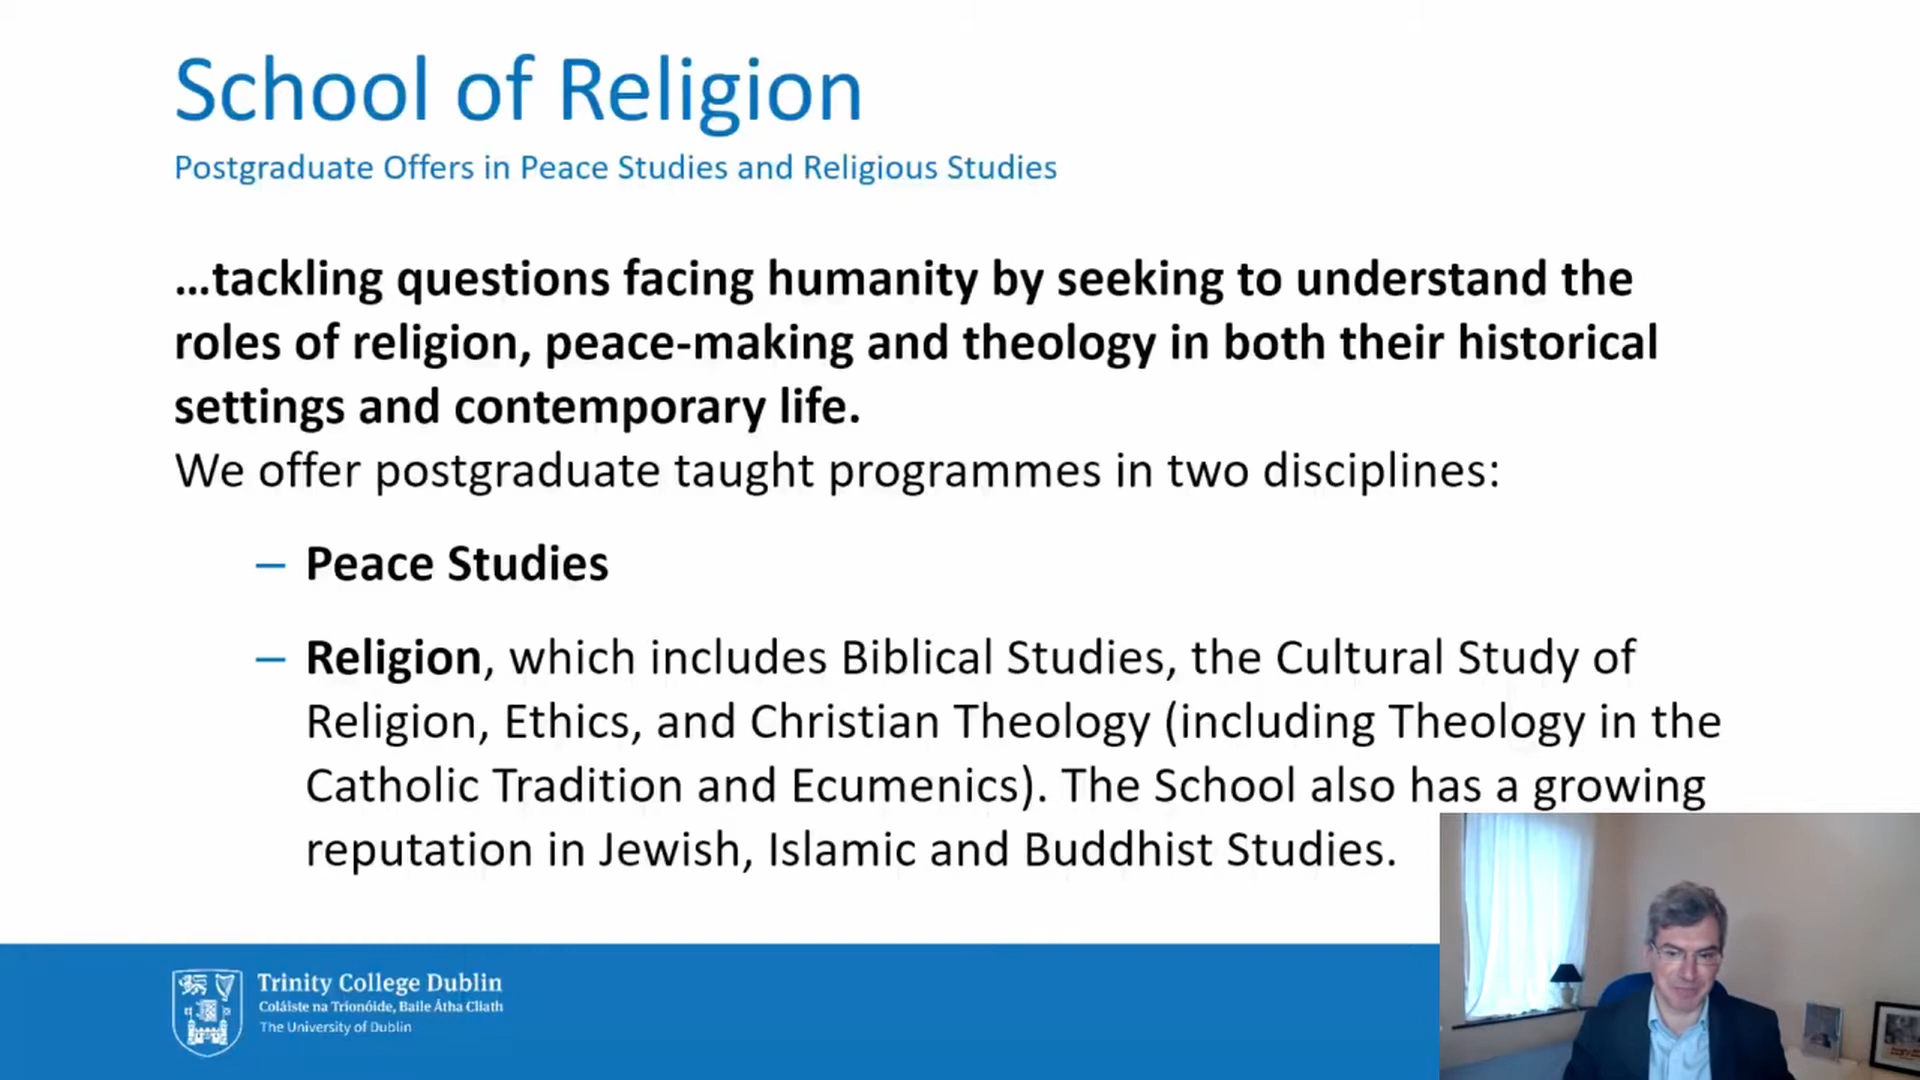 School of Religion
Postgraduate Offers in Peace Studies and Religious Studies
...tackling questions facing humanity by seeking to understand the
roles of religion, peace-making and theology in both their historical
settings and contemporary life.
We offer postgraduate taught programmes in two disciplines:
– Peace Studies
– Religion, which includes Biblical Studies, the Cultural Study of
Religion, Ethics, and Christian Theology (including Theology in the
Catholic Tradition and Ecumenics). The School also has a growing
reputation in Jewish, Islamic and Buddhist Studies.
Trinity College Dublin
Coláiste na Tríonóide, Baile Átha Cliath
The University of Dublin